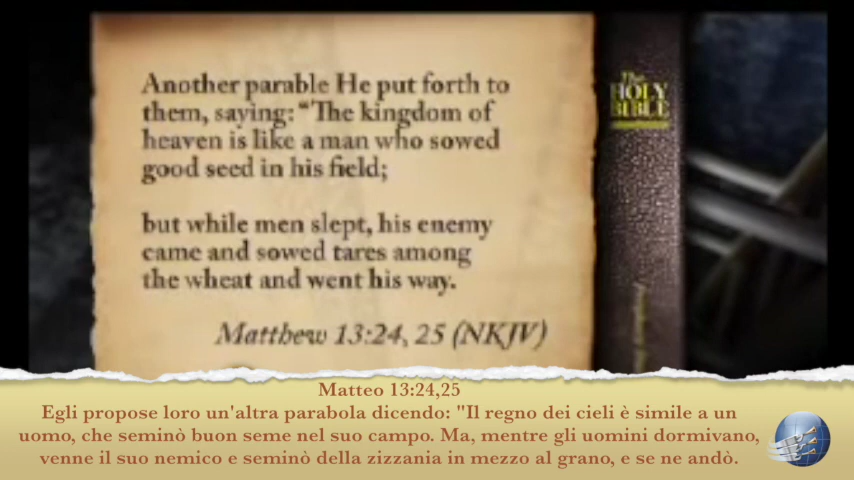 Another parable He put forth to
them, saying: "The kingdom of
heaven is like a man who sowed
good seed in his field;
but while men slept, his enemy
came and sowed tares among
the wheat and went his way.
Matthew 13:24, 25 (NKJV)
The
HOLY
BIBLE
Matteo 13:24,25
Egli propose loro un'altra parabola dicendo: "Il regno dei cieli è simile a un
uomo, che seminò buon seme nel suo campo. Ma, mentre gli uomini dormivano,
venne il suo nemico e seminò della zizzania in mezzo al grano, e se ne andò.